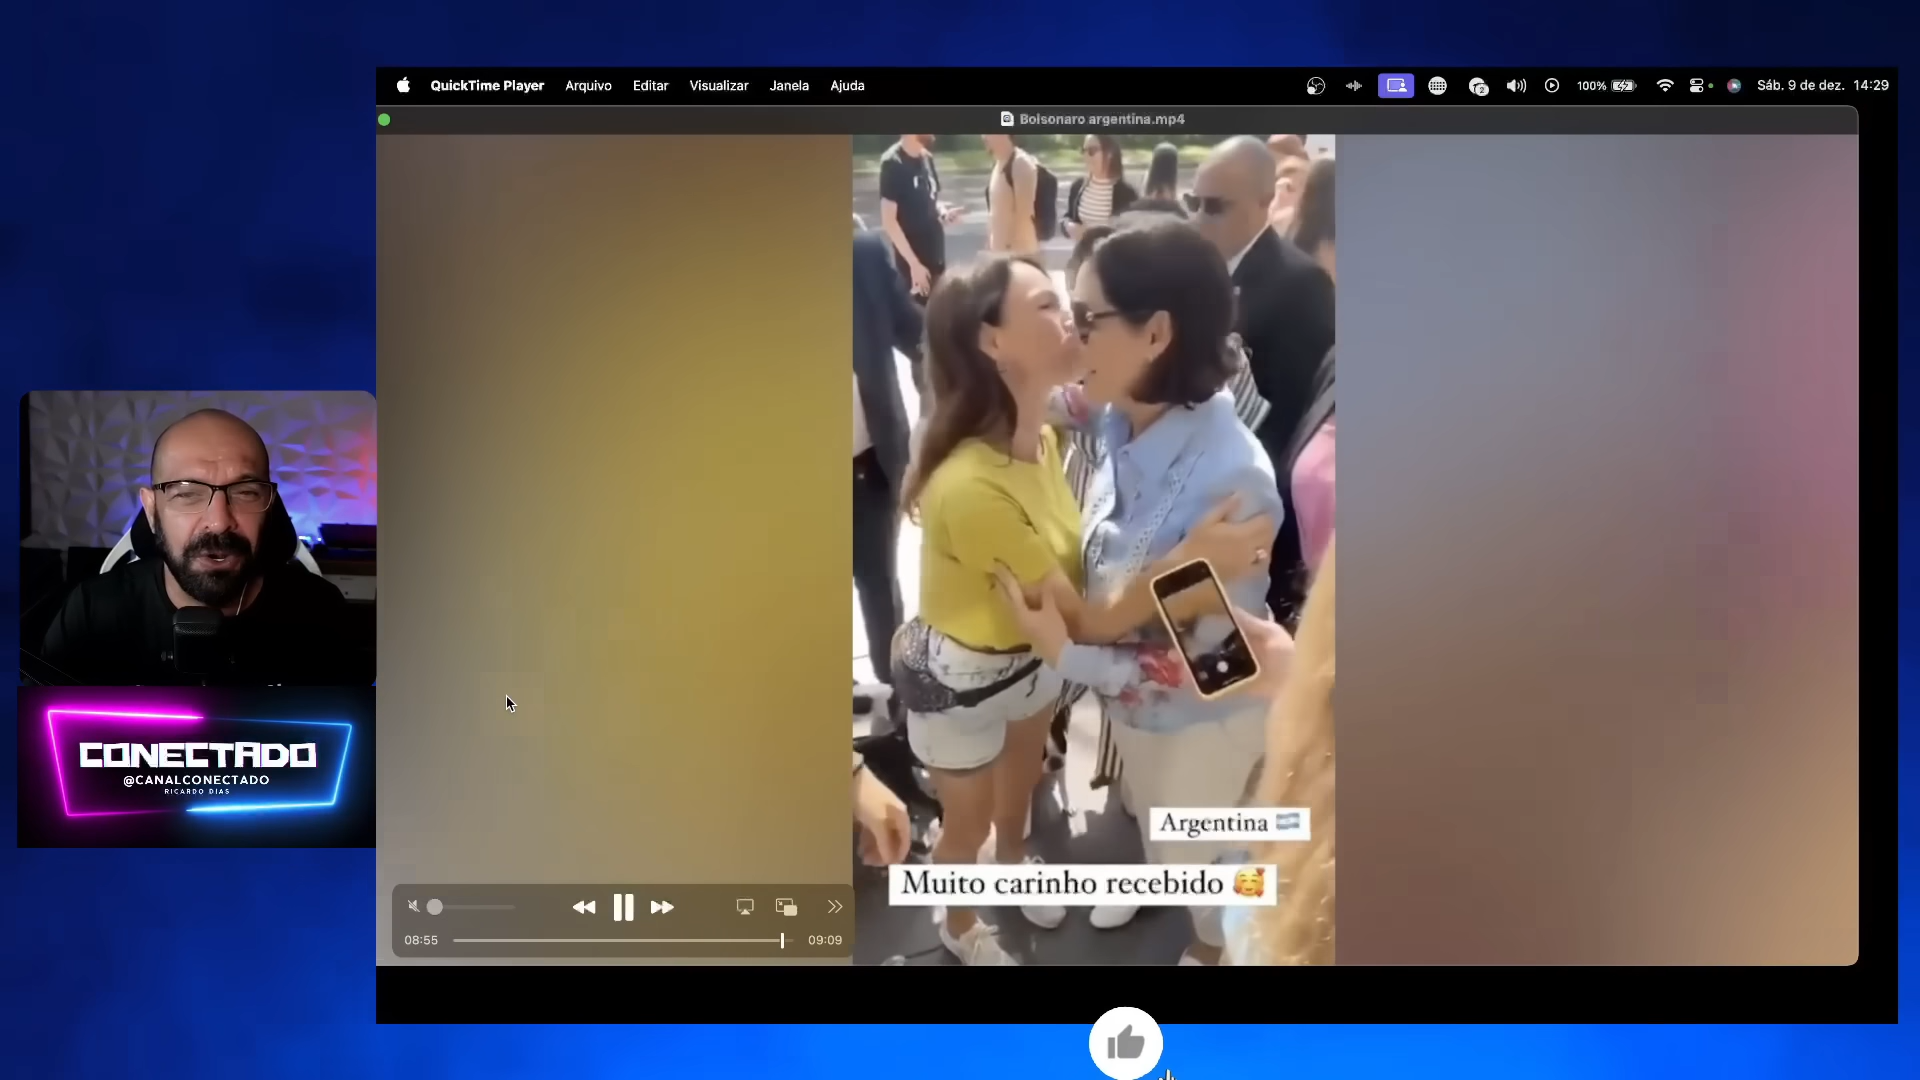 QuickTime Player Arquivo Editar Visualizar Janela Ajuda
2
100%
Sáb. 9 de dez. 14:29
Bolsonaro argentina.mp4
CONECTADO
@CANALCONECTADO
RICARDO DIAS
Argentina
Muito carinho recebido
08:55
09:09